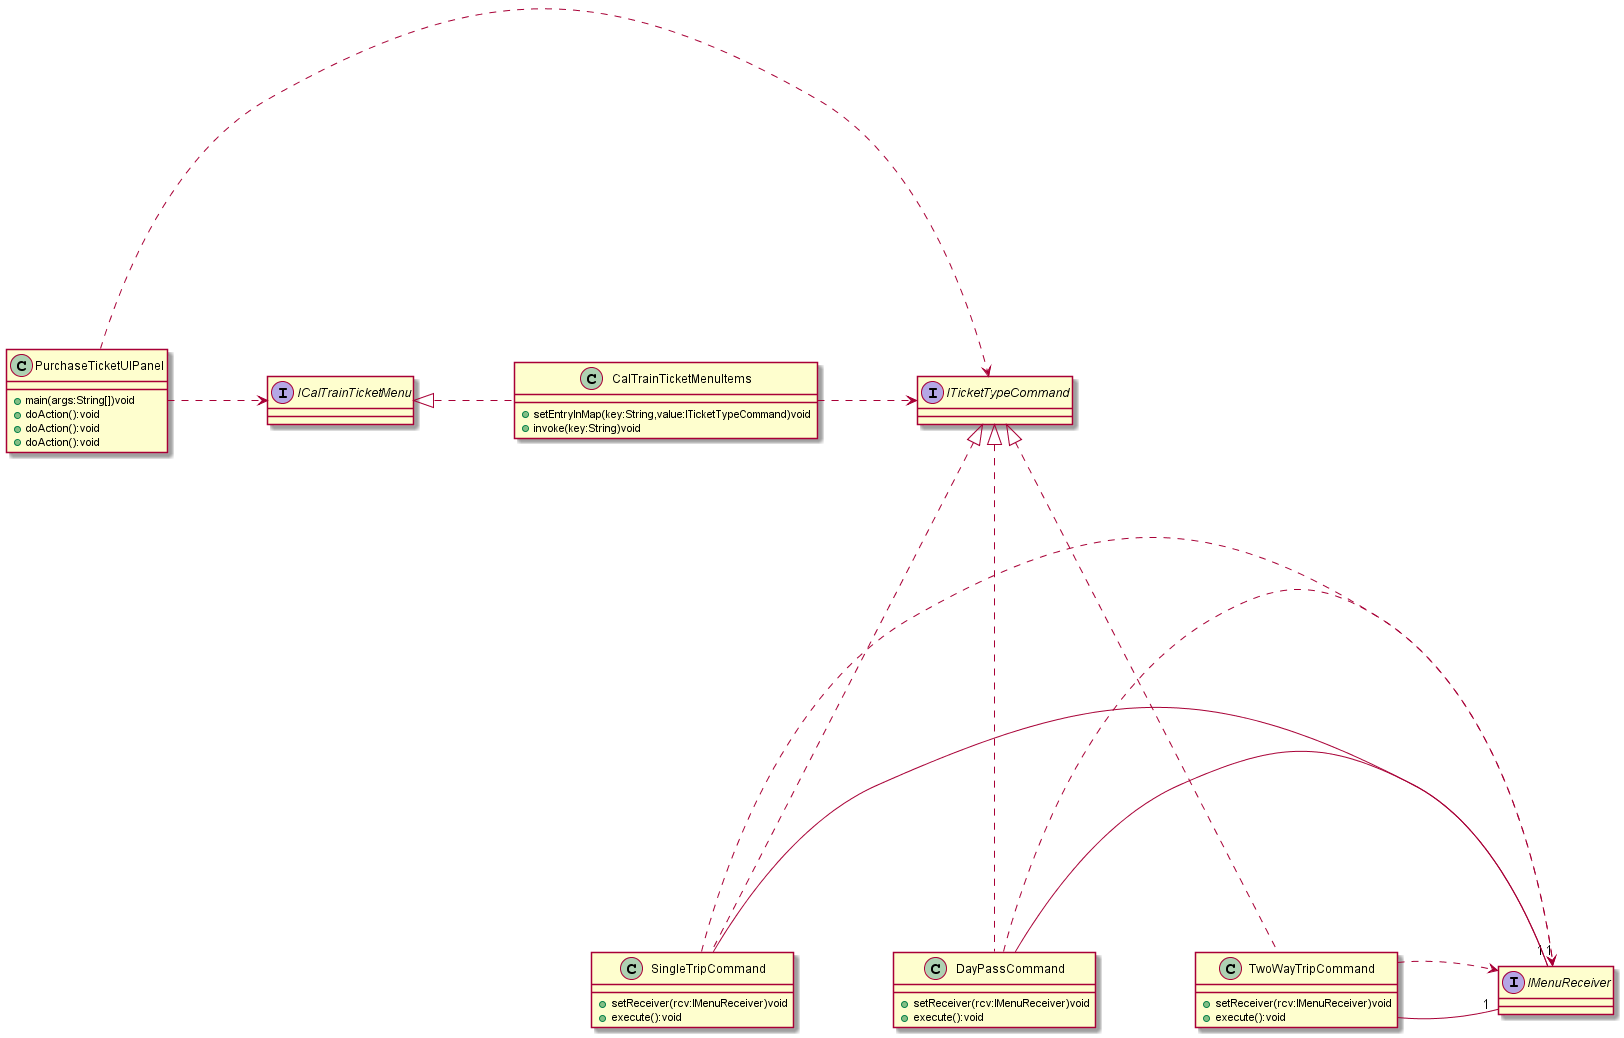 C PurchaseTicketUIPanel
main(args:String[])void
doAction():void
doAction():void
doAction():void
I ICalTrainTicketMenu
C CalTrainTicketMenuItems
setEntryInMap(key:String,value:ITicketTypeCommand)void
invoke(key:String)void
I ITicketTypeCommand
C SingleTripCommand
setReceiver(rcv:IMenuReceiver)void
execute():void
C DayPassCommand
setReceiver(rcv:IMenuReceiver)void
execute():void
C TwoWayTripCommand
setReceiver(rcv:IMenuReceiver)void
execute():void
1
1
1
I IMenuReceiver